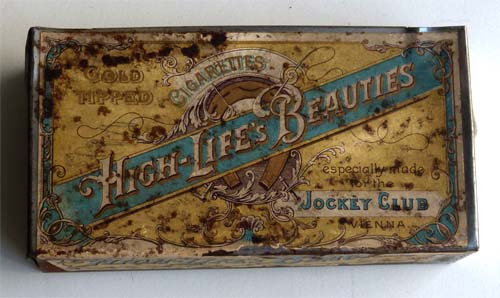 GOLD
TIPPED
CIGARETTES
HIGH-LIFE'S BEAUTIES
especially made
for the
JOCKEY CLUB
VIENNA